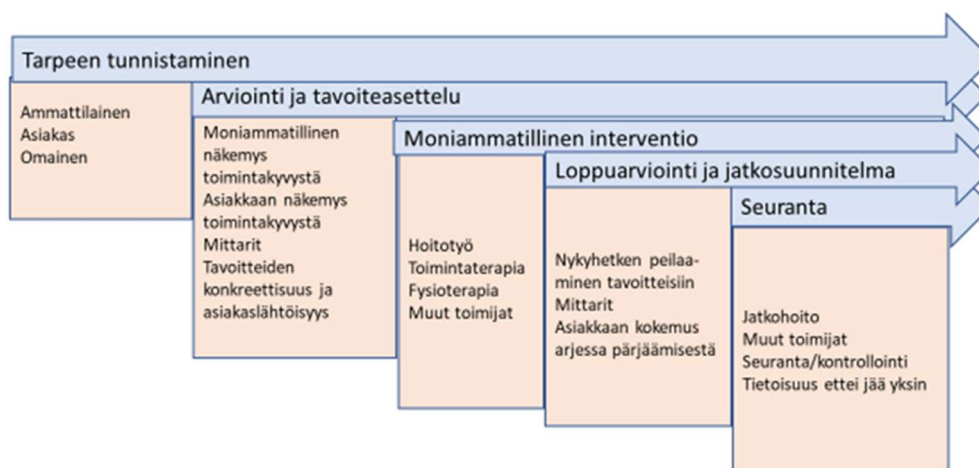 Tarpeen tunnistaminen
Ammattilainen
Asiakas
Omainen
Arviointi ja tavoiteasettelu
Moniammatillinen
näkemys
toimintakyvystä
Asiakkaan näkemys
toimintakyvystä
Mittarit
Tavoitteiden
konkreettisuus ja
asiakaslähtöisyys
Moniammatillinen interventio
Hoitotyö
Toimintaterapia
Fysioterapia
Muut toimijat
Loppuarviointi ja jatkosuunnitelma
Nykyhetken peilaa-
minen tavoitteisiin
Mittarit
Asiakkaan kokemus
arjessa pärjäämisestä
Seuranta
Jatkohoito
Muut toimijat
Seuranta/kontrollointi
Tietoisuus ettei jää yksin